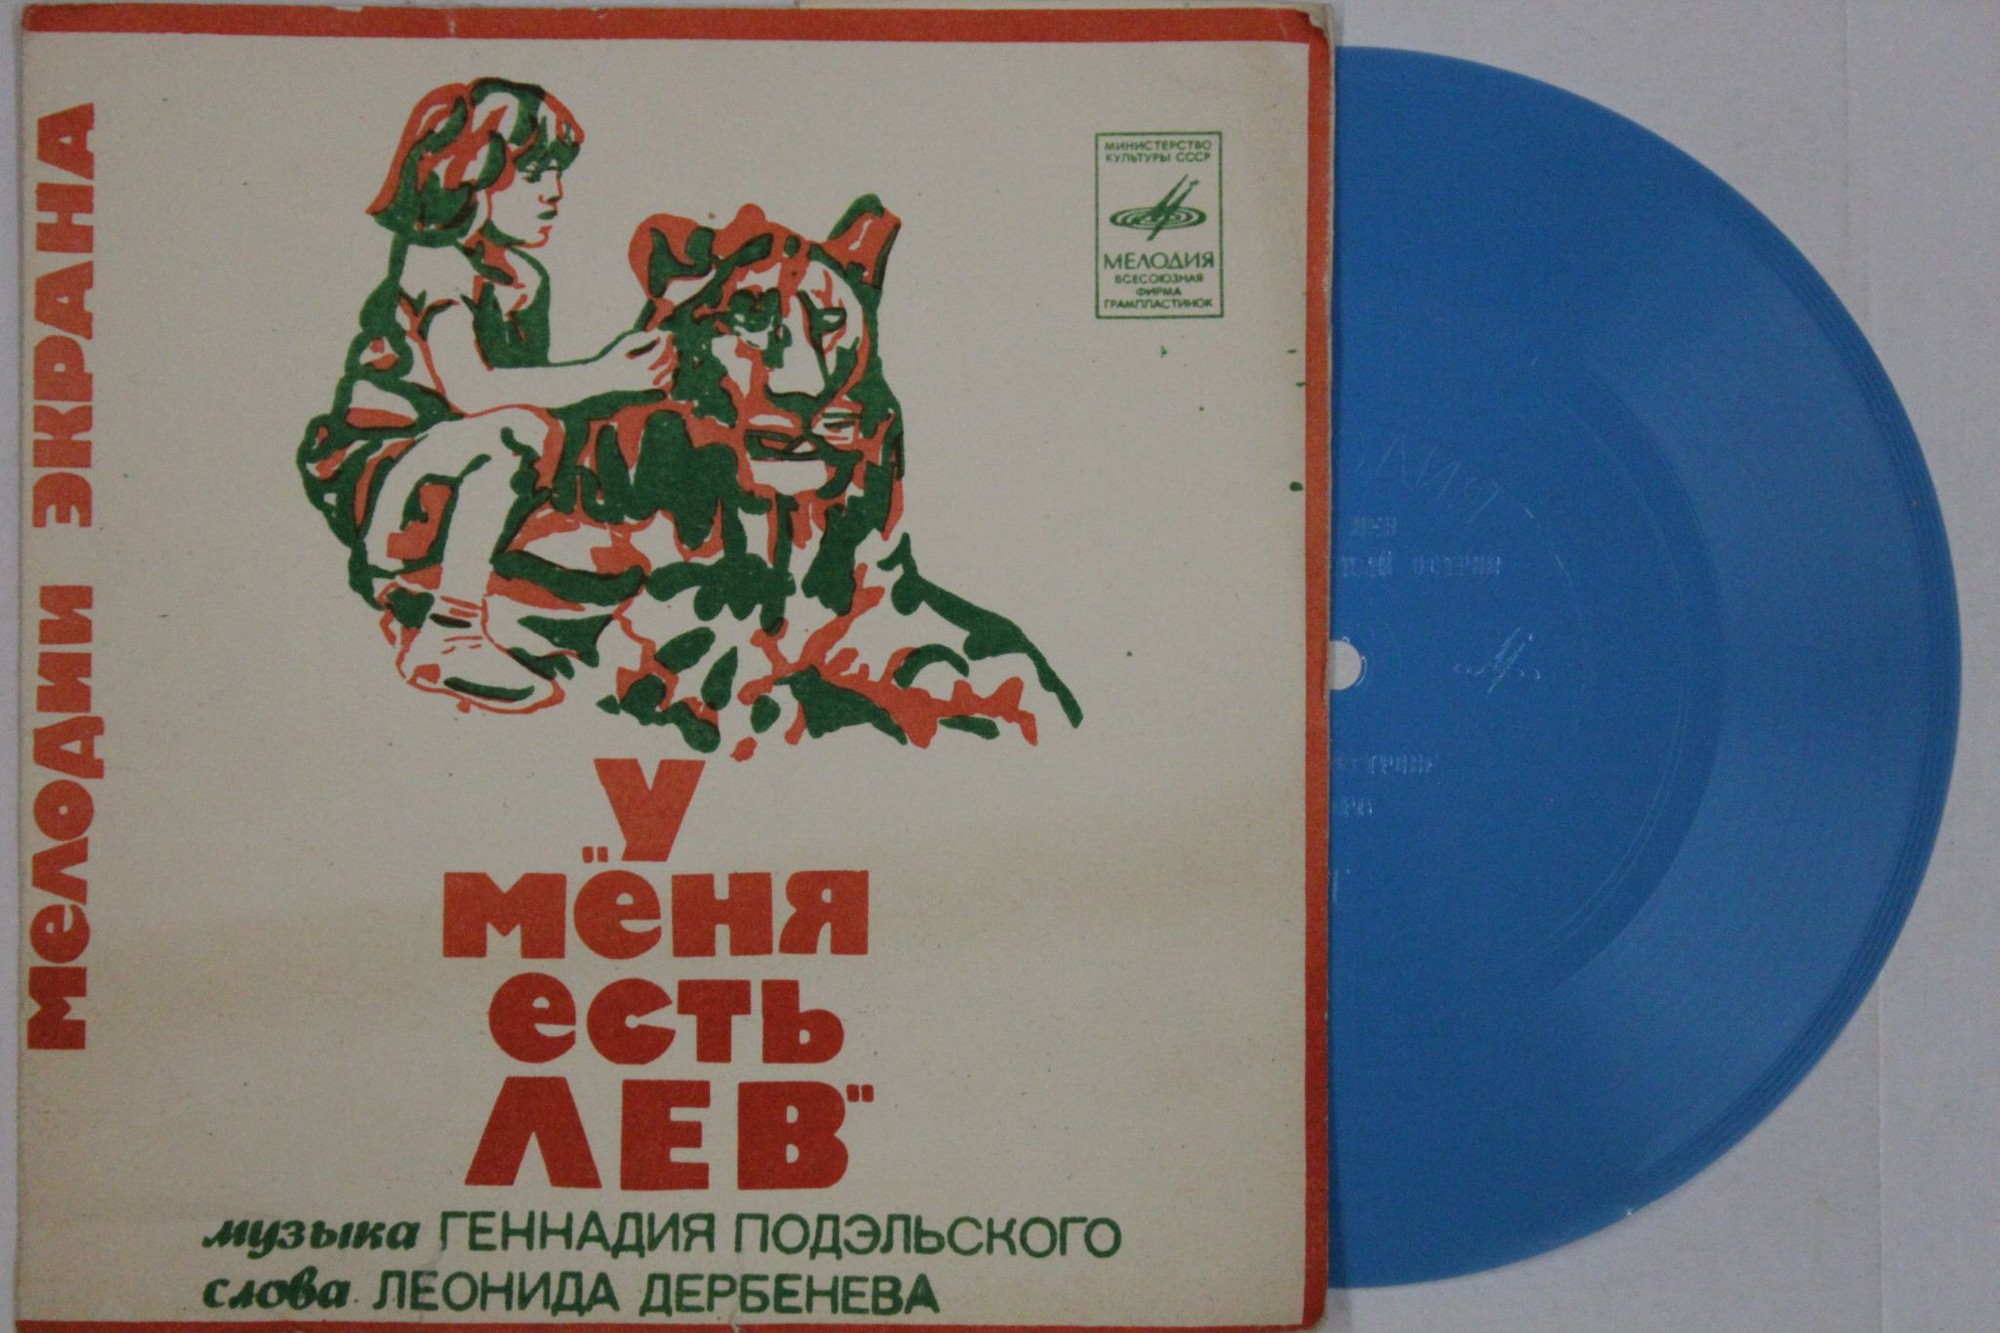 Мелодии ЭКРАНА
МИНИСТЕРСТВО
КУЛЬТУРЫ СССР
МЕЛОДИЯ
ВСЕСОЮЗНАЯ
ФИРМА
ГРАМПЛАСТИНОК
У
"меня
есть
ЛЕВ"
музыка ГЕННАДИЯ ПОДЭЛЬСКОГО
слова ЛЕОНИДА ДЕРБЕНЕВА